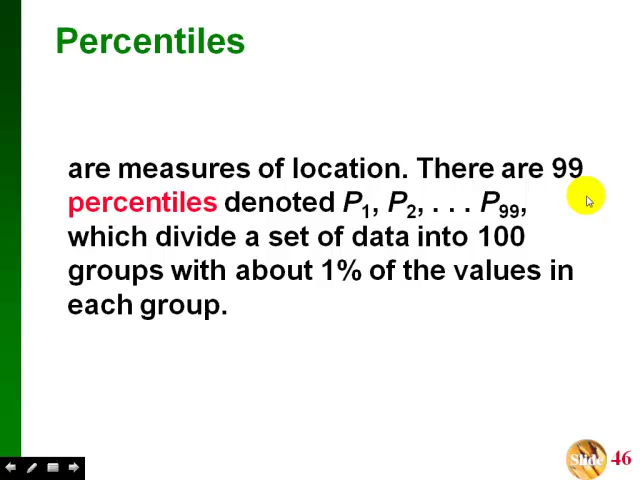 Percentiles
are measures of location. There are 99
percentiles denoted P1, P2, . . . P99,
which divide a set of data into 100
groups with about 1% of the values in
each group.
Slide 46